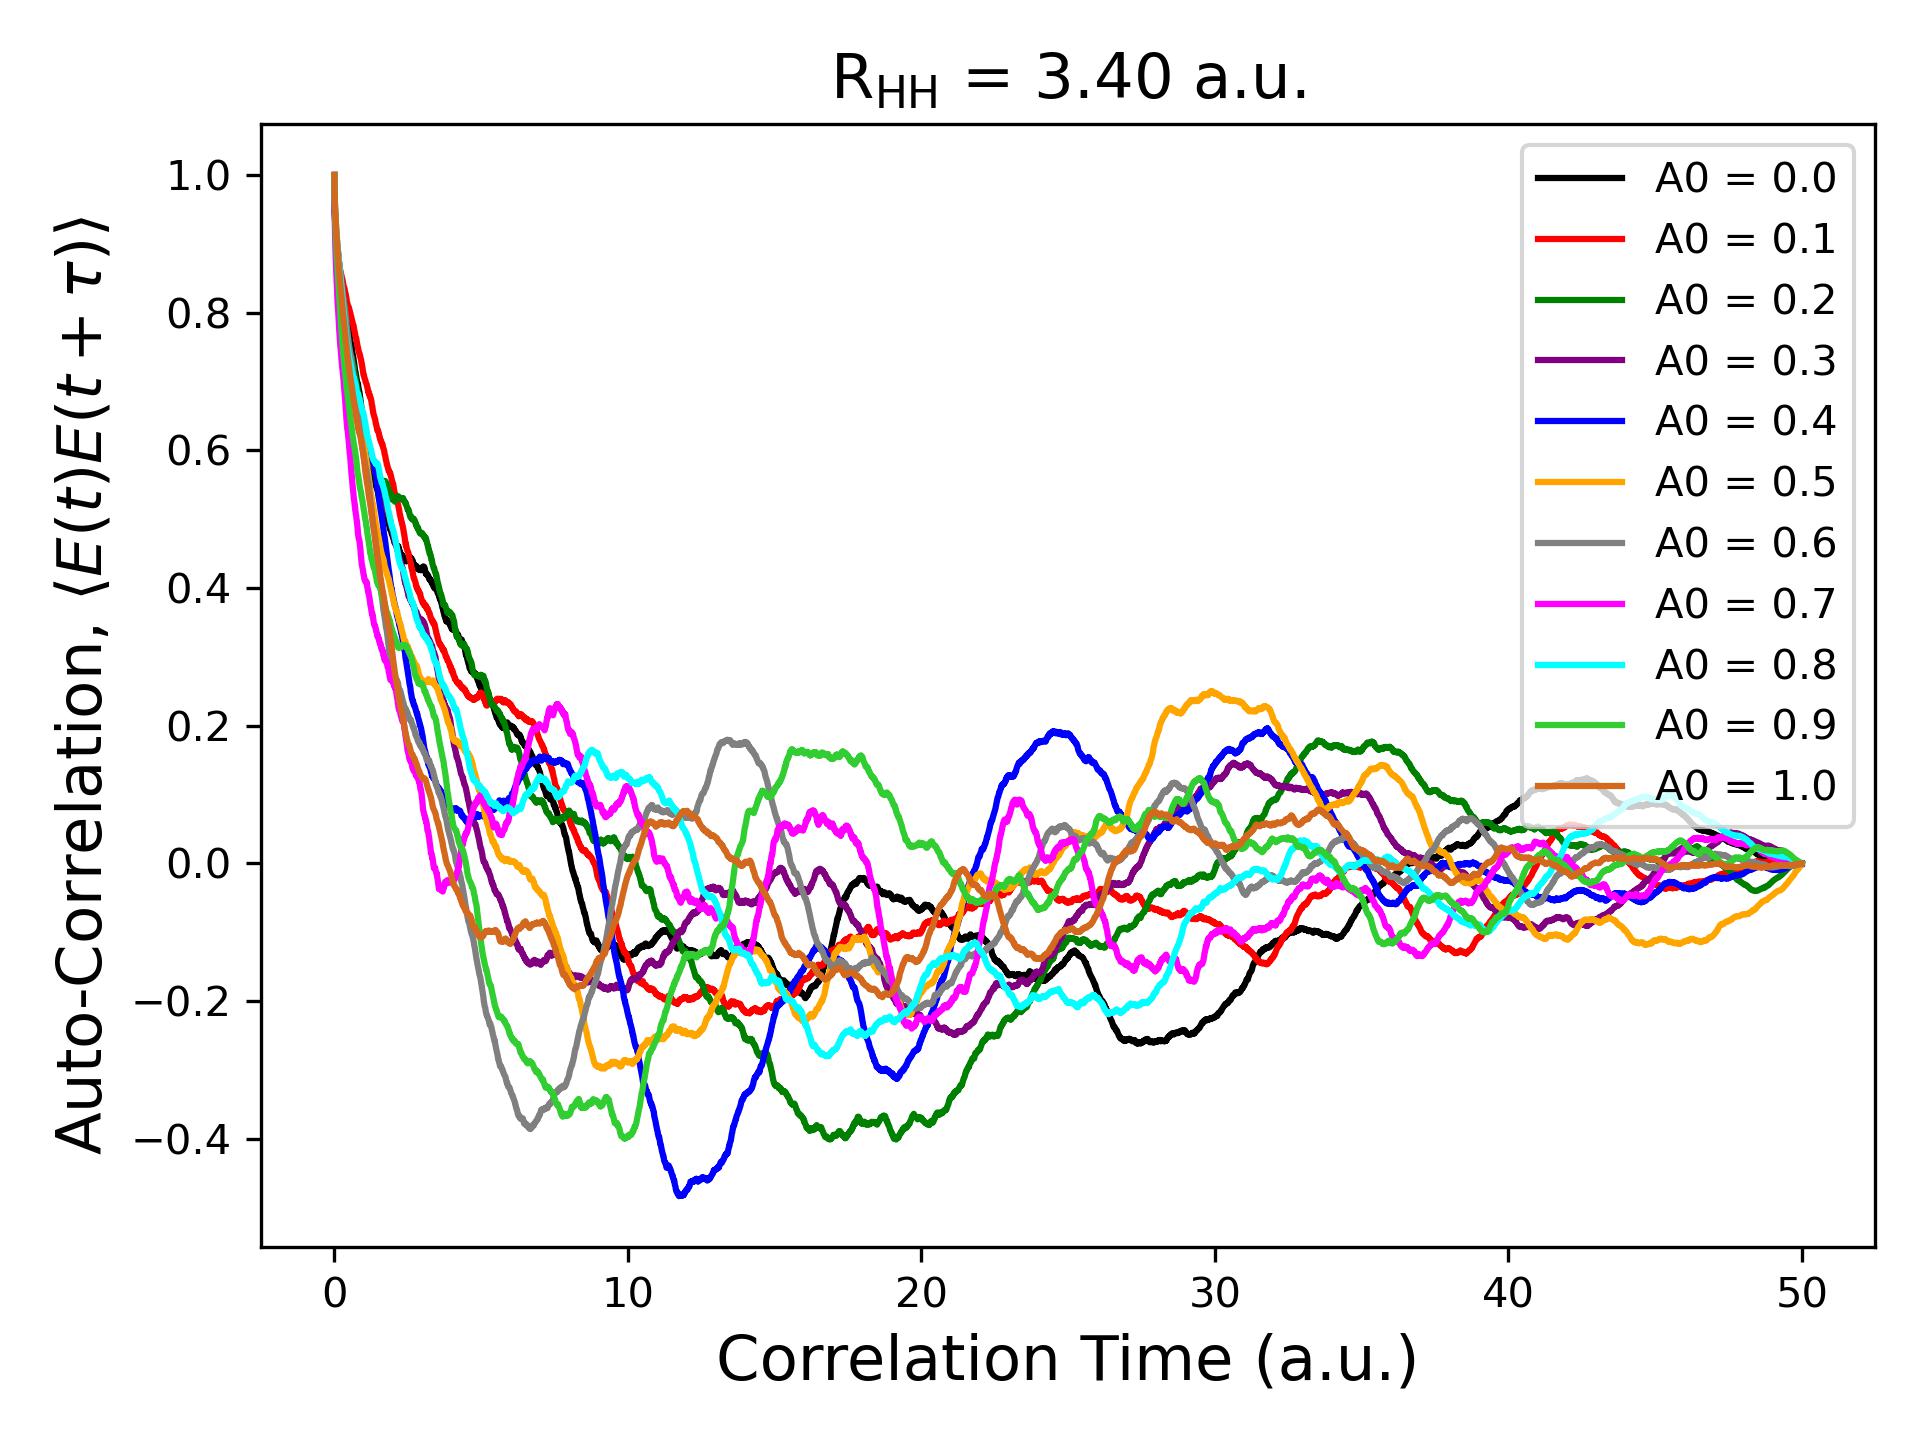 R_HH = 3.40 a.u.
1.0
0.8
0.6
0.4
0.2
0.0
−0.2
−0.4
Auto-Correlation, ⟨E(t)E(t + τ)⟩
A0 = 0.0
A0 = 0.1
A0 = 0.2
A0 = 0.3
A0 = 0.4
A0 = 0.5
A0 = 0.6
A0 = 0.7
A0 = 0.8
A0 = 0.9
A0 = 1.0
0 10 20 30 40 50
Correlation Time (a.u.)